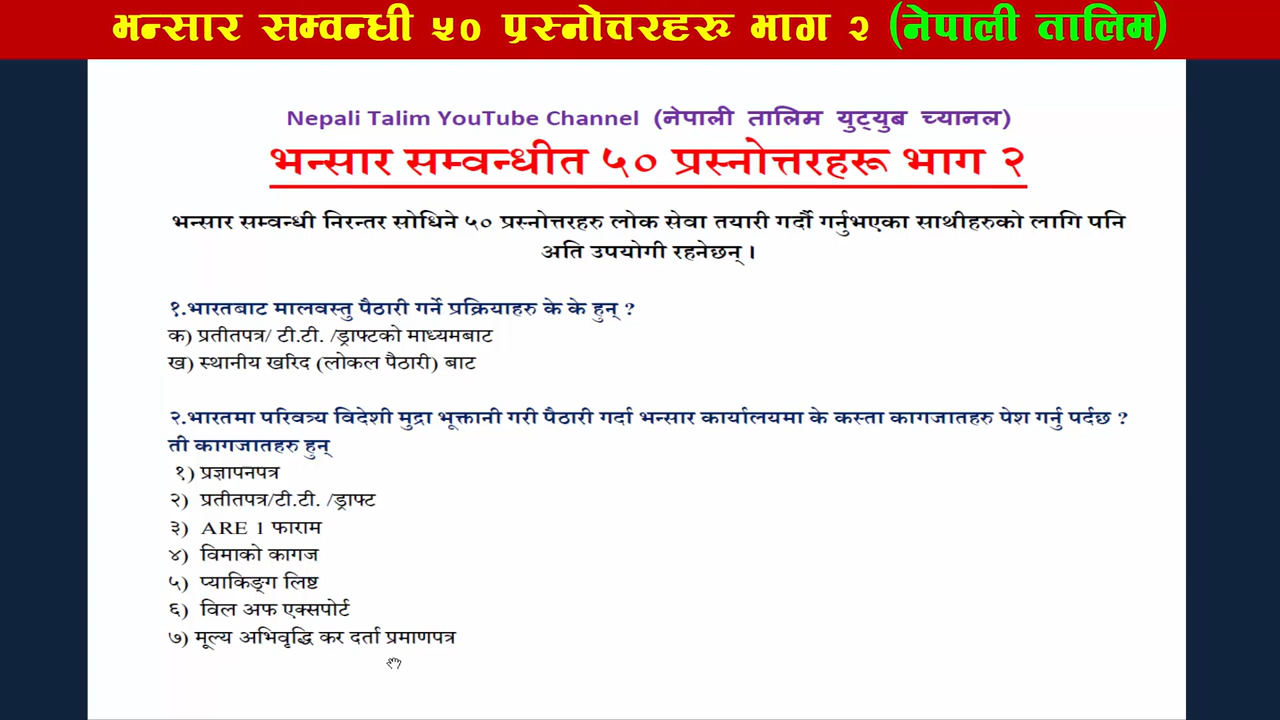 भन्सार सम्वन्धी ५० प्रस्नोत्तरहरु भाग २ (नेपाली तालिम)
Nepali Talim YouTube Channel (नेपाली तालिम युट्युब च्यानल)
भन्सार सम्वन्धीत ५० प्रस्नोत्तरहरू भाग २
भन्सार सम्वन्धी निरन्तर सोधिने ५० प्रस्नोत्तरहरु लोक सेवा तयारी गर्दौ गर्नुभएका साथीहरुको लागि पनि
अति उपयोगी रहनेछन् ।
१.भारतबाट मालवस्तु पैठारी गर्ने प्रक्रियाहरु के के हुन् ?
क) प्रतीतपत्र/ टी.टी. /ड्राफ्टको माध्यमबाट
ख) स्थानीय खरिद (लोकल पैठारी) बाट
२.भारतमा परिवत्र्य विदेशी मुद्रा भूक्तानी गरी पैठारी गर्दा भन्सार कार्यालयमा के कस्ता कागजातहरु पेश गर्नु पर्दछ ?
ती कागजातहरु हुन्
१) प्रज्ञापनपत्र
२) प्रतीतपत्र/टी.टी. /ड्राफ्ट
३) ARE 1 फाराम
४) विमाको कागज
५) प्याकिङ्ग लिष्ट
६) विल अफ एक्सपोर्ट
७) मूल्य अभिवृद्धि कर दर्ता प्रमाणपत्र